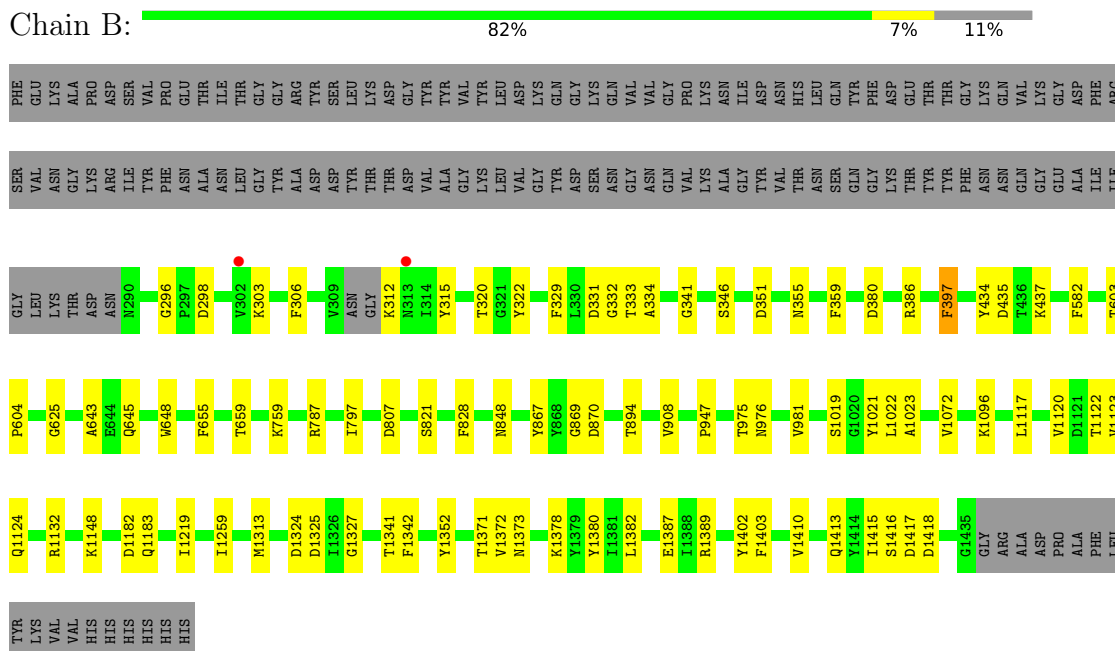 Chain B:
82% 7% 11%
PHE GLU LYS ALA PRO ASP SER VAL PRO GLU THR ILE THR GLY GLY ARG TYR SER LEU LYS ASP GLY TYR TYR VAL TYR LEU ASP LYS GLN GLY LYS GLN VAL VAL GLY PRO LYS ASN ILE ASP ASN HIS LEU GLN TYR PHE ASP GLU THR THR GLY LYS GLN VAL LYS GLY ASP PHE ARG
SER VAL ASN GLY LYS ARG ILE TYR PHE ASN ALA ASN LEU GLY TYR ALA ASP ASP TYR THR THR ASP VAL ALA GLY LYS LEU VAL GLY TYR ASP SER ASN GLY ASN GLN VAL LYS ALA GLY TYR VAL THR ASN SER GLN GLY LYS THR TYR TYR PHE ASN ASN GLN GLY GLU ALA ILE ILE
GLY LEU LYS THR ASP ASN N290 G296 P297 D298 V302 K303 F306 V309 ASN GLY K312 N313 I314 Y315 T320 G321 Y322 F329 L330 D331 G332 T333 A334 G341 S346 D351 N355 F359 D380 R386 F397 Y434 D435 T436 K437 F582 T603
P604 G625 A643 E644 Q645 W648 F655 T659 K759 R787 I797 D807 S821 F828 N848 Y867 Y868 G869 D870 T894 V908 P947 T975 N976 V981 S1019 G1020 Y1021 L1022 A1023 V1072 K1096 L1117 V1120 D1121 T1122 V1123
Q1124 R1132 K1148 D1182 Q1183 I1219 I1259 M1313 D1324 D1325 I1326 G1327 T1341 F1342 Y1352 T1371 V1372 N1373 K1378 Y1379 Y1380 I1381 L1382 E1387 I1388 R1389 Y1402 F1403 V1410 Q1413 Y1414 I1415 S1416 D1417 D1418 G1435 GLY ARG ALA ASP PRO ALA PHE LEU
TYR LYS VAL VAL HIS HIS HIS HIS HIS HIS